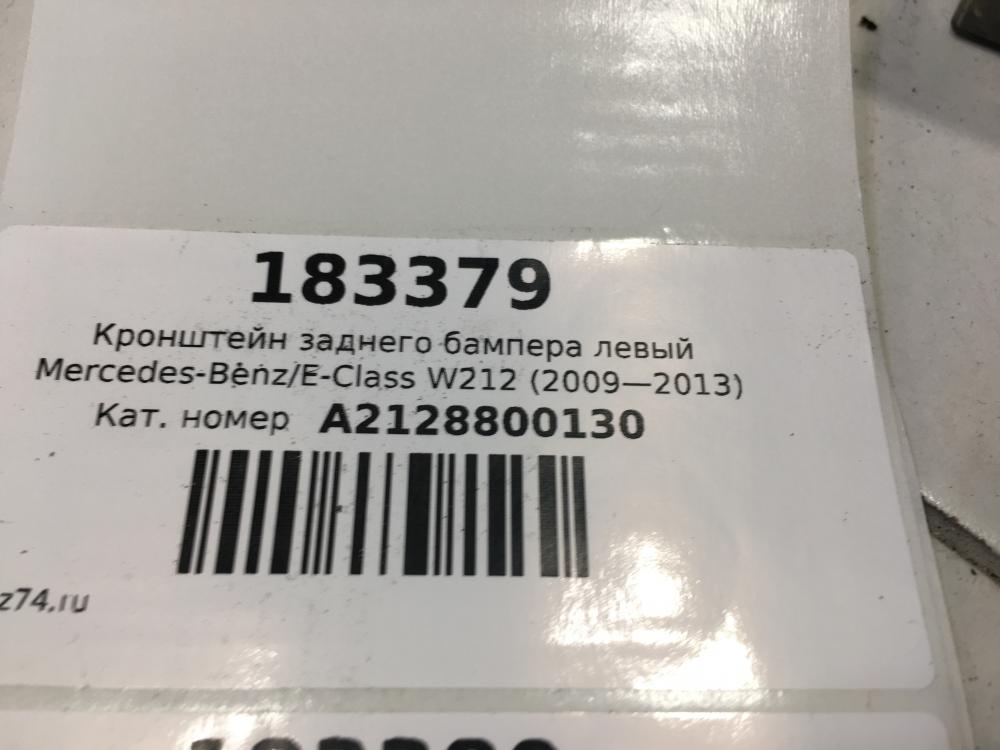 183379
Кронштейн заднего бампера левый
Mercedes-Benz/E-Class W212 (2009—2013)
Кат. номер A2128800130
z74.ru